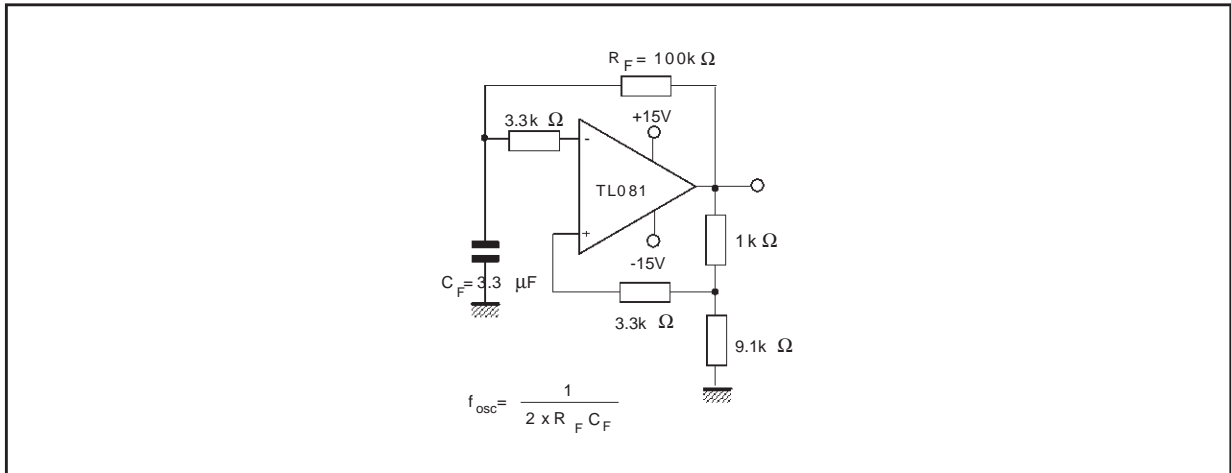 R F = 100k Ω
3.3k Ω
+15V
-
TL081
+
-15V
1k Ω
C F = 3.3 µF
3.3k Ω
9.1k Ω
f osc = 1
2 x R F C F